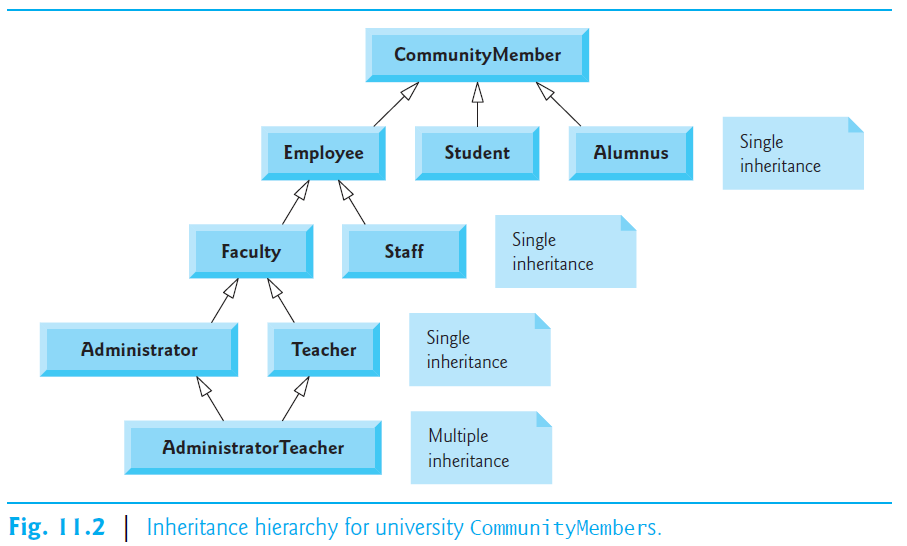 CommunityMember
Employee
Student
Alumnus
Single
inheritance
Faculty
Staff
Single
inheritance
Administrator
Teacher
Single
inheritance
AdministratorTeacher
Multiple
inheritance
Fig. 11.2 | Inheritance hierarchy for university CommunityMembers.